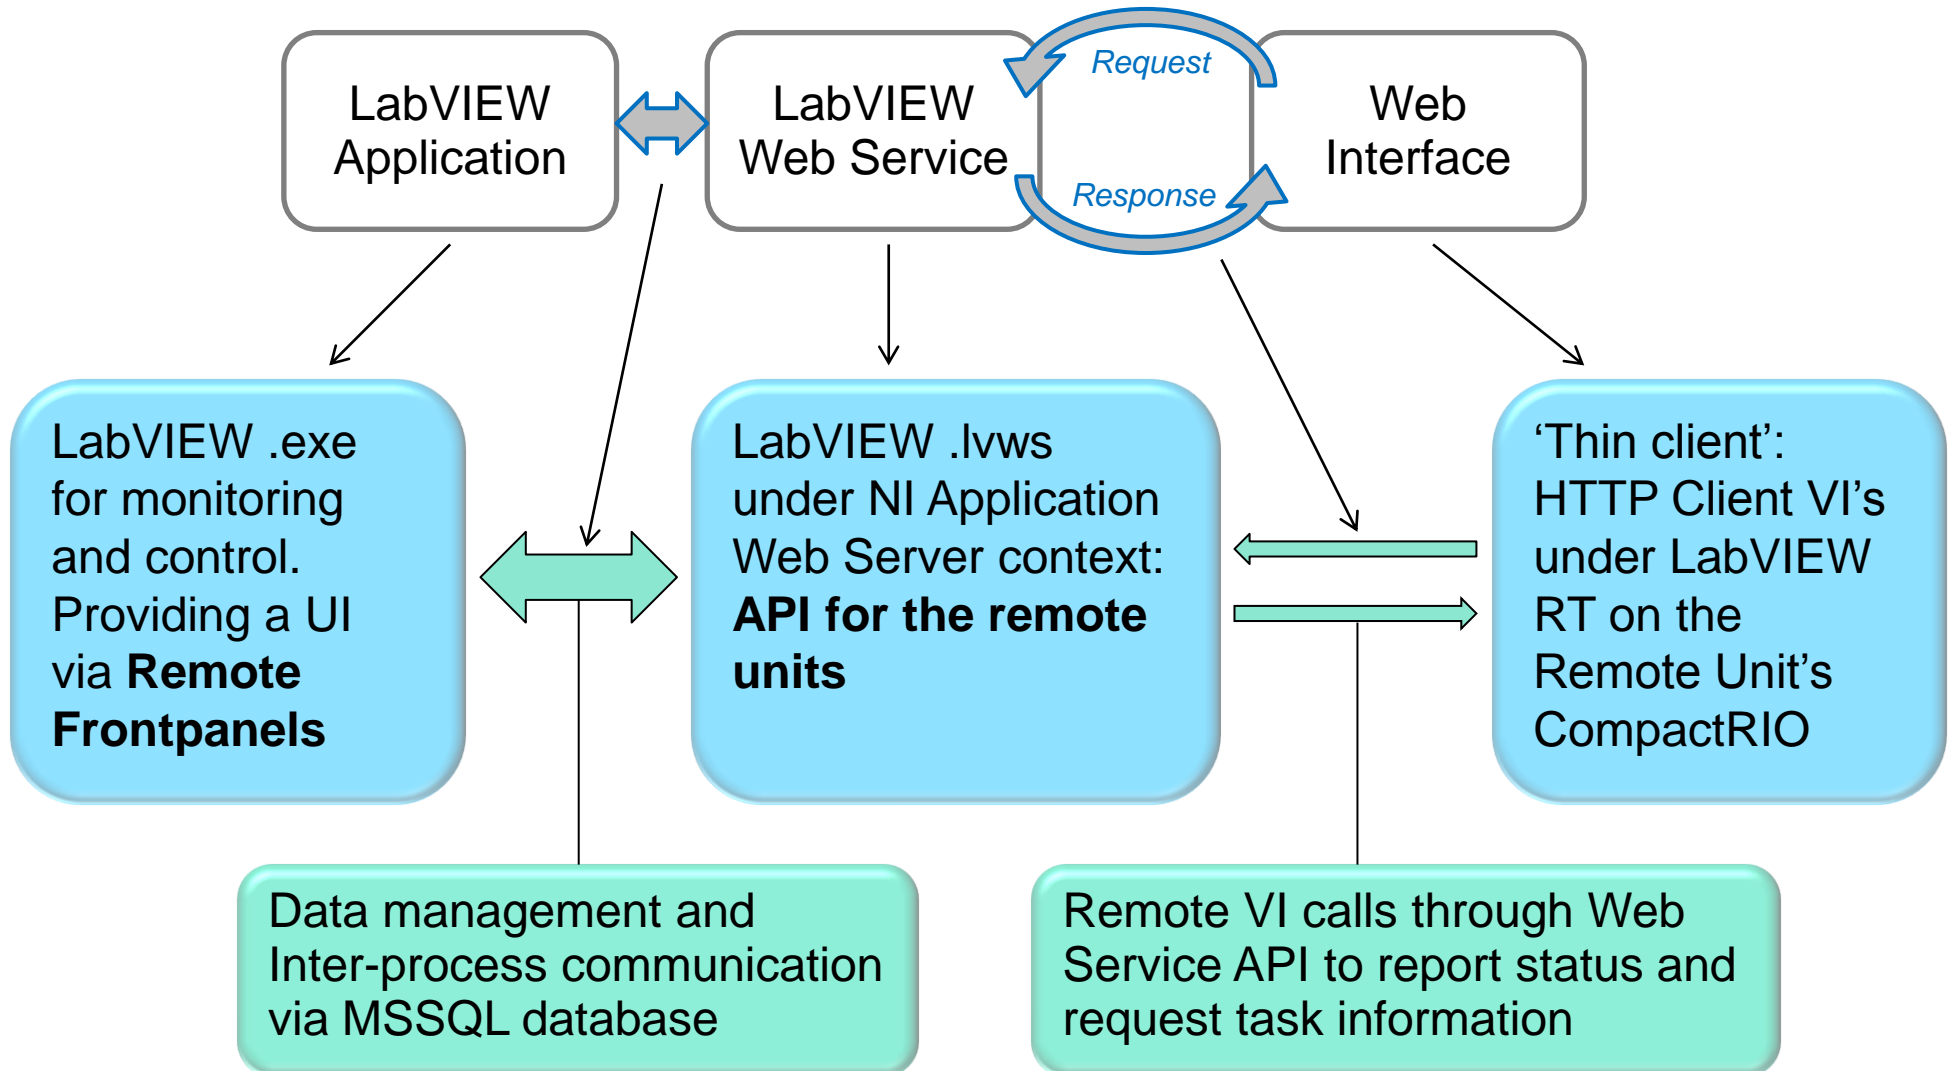 LabVIEW
Application
LabVIEW
Web Service
Request
Response
Web
Interface
LabVIEW .exe
for monitoring
and control.
Providing a UI
via Remote
Frontpanels
LabVIEW .lvws
under NI Application
Web Server context:
API for the remote
units
‘Thin client’:
HTTP Client VI’s
under LabVIEW
RT on the
Remote Unit’s
CompactRIO
Data management and
Inter-process communication
via MSSQL database
Remote VI calls through Web
Service API to report status and
request task information